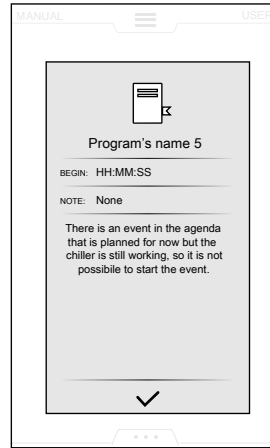 MANUAL
USER
Program's name 5
BEGIN: HH:MM:SS
NOTE: None
There is an event in the agenda
that is planned for now but the
chiller is still working, so it is not
possibile to start the event.